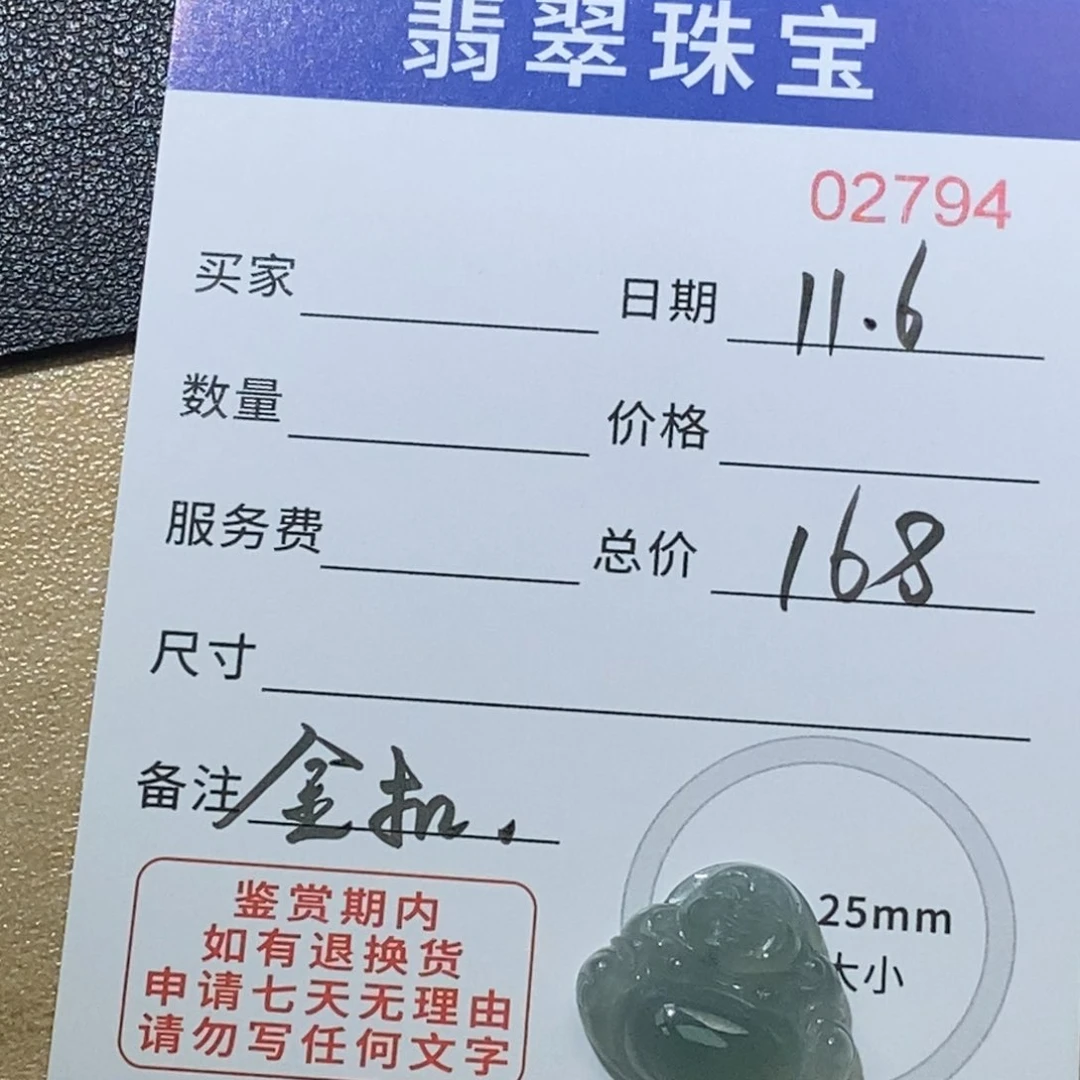 翡翠珠宝
02794
买家 日期 11.6
数量 价格
服务费 总价 168
尺寸
备注 金扣.
25mm
大小
鉴赏期内
如有退换货
申请七天无理由
请勿写任何文字